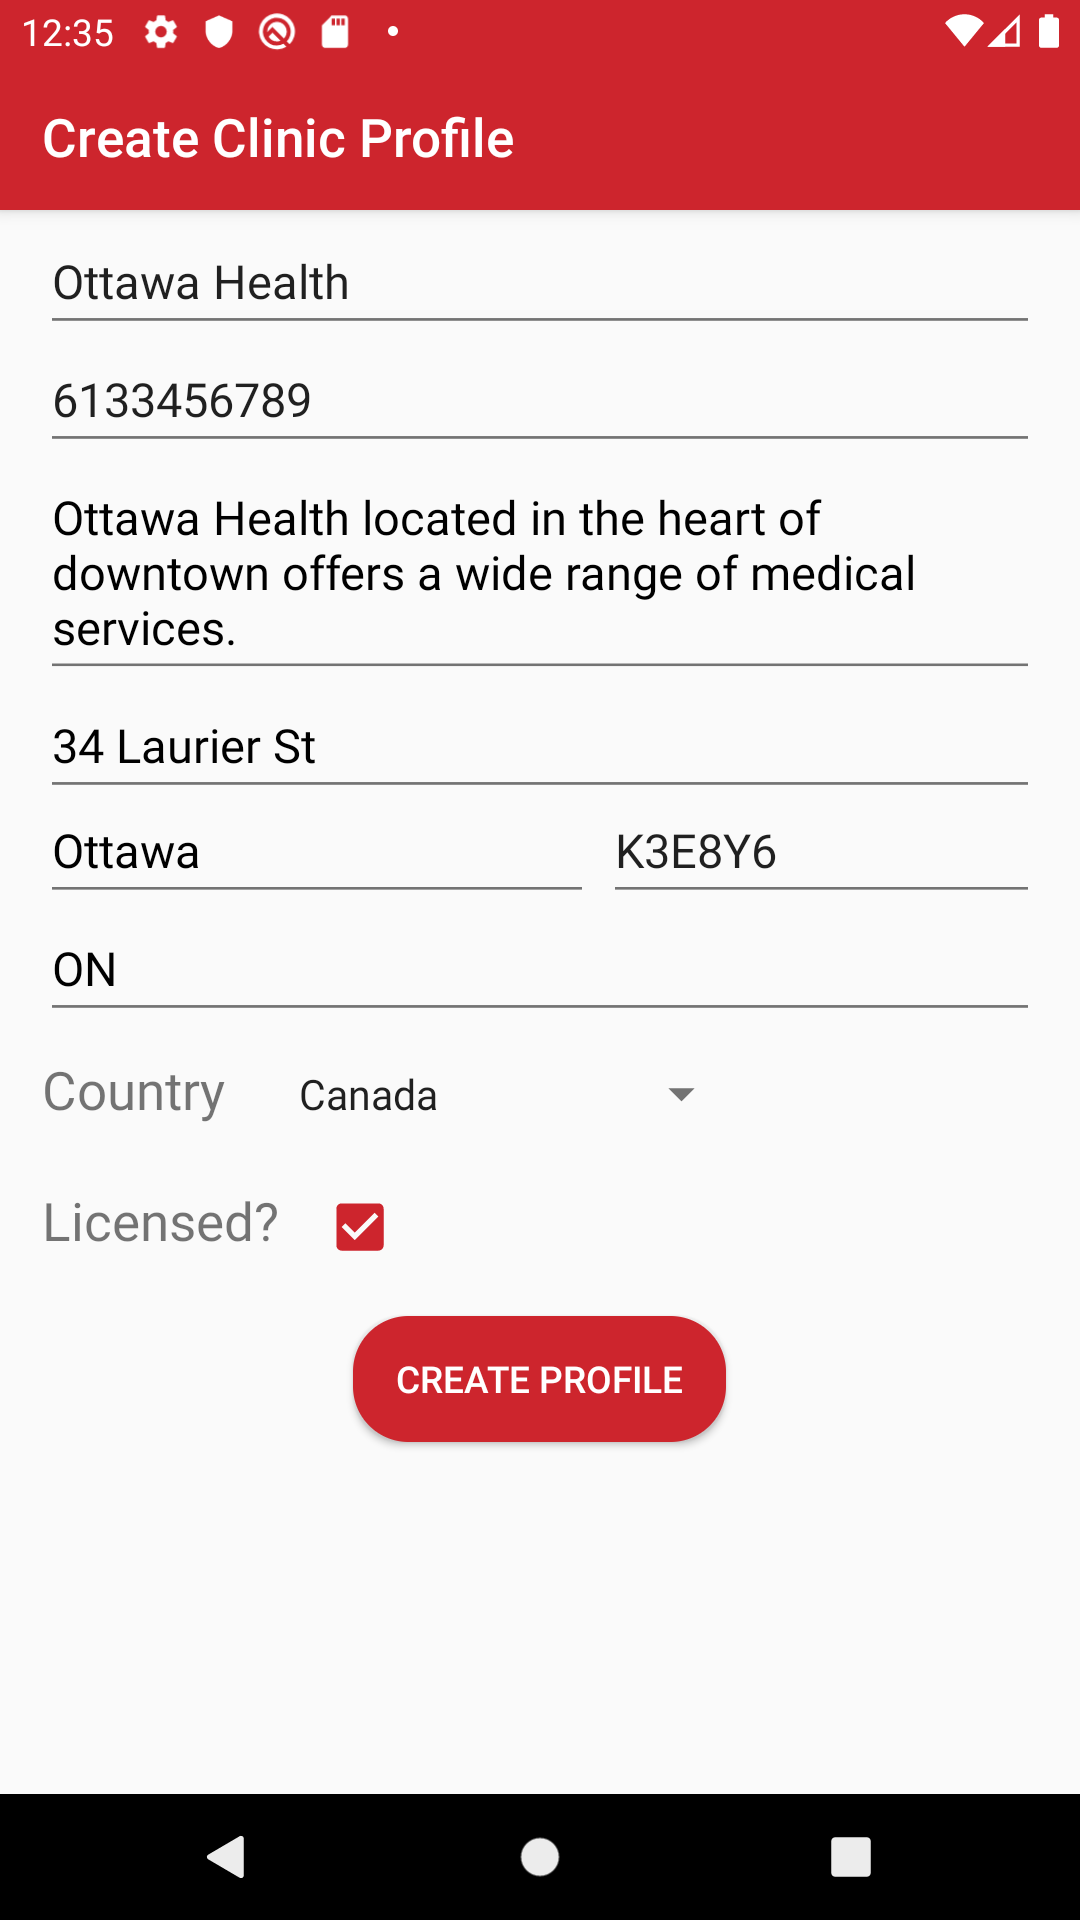 12:35
Create Clinic Profile
Ottawa Health
6133456789
Ottawa Health located in the heart of
downtown offers a wide range of medical
services.
34 Laurier St
Ottawa K3E8Y6
ON
Country Canada
Licensed?
CREATE PROFILE